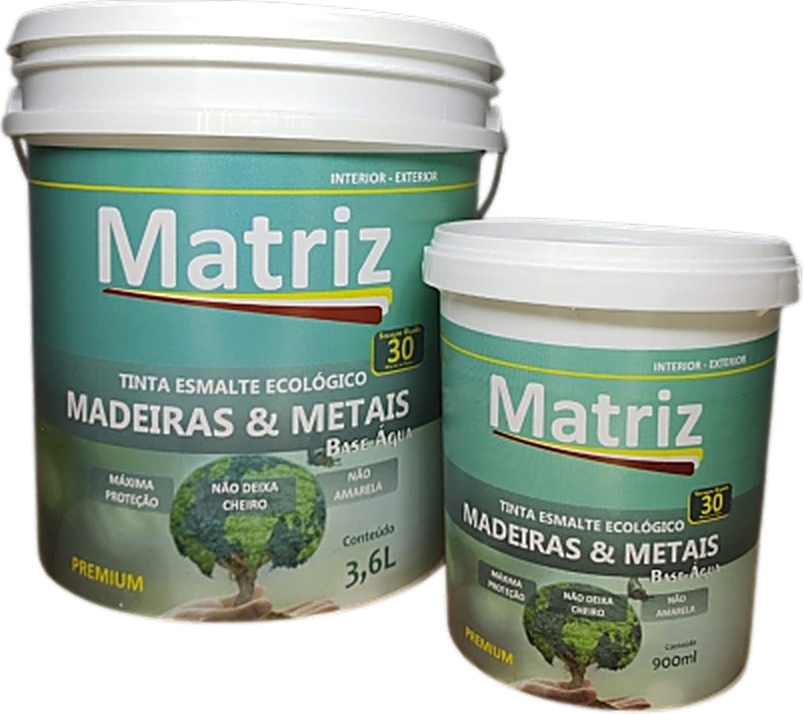 INTERIOR - EXTERIOR
Matriz
30
TINTA ESMALTE ECOLÓGICO
MADEIRAS & METAIS
BASE-ÁGUA
MÁXIMA
PROTEÇÃO
NÃO DEIXA
CHEIRO
NÃO
AMARELA
Conteúdo
3,6L
PREMIUM
INTERIOR - EXTERIOR
Matriz
30
TINTA ESMALTE ECOLÓGICO
MADEIRAS & METAIS
BASE-ÁGUA
MÁXIMA
PROTEÇÃO
NÃO DEIXA
CHEIRO
NÃO
AMARELA
Conteúdo
900ml
PREMIUM